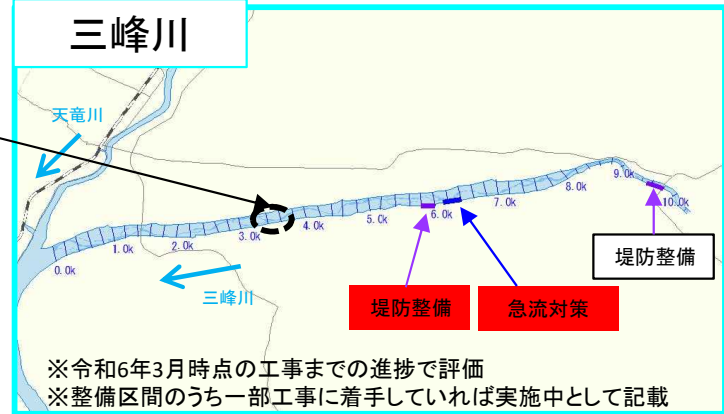 三峰川
天竜川
0.0k
1.0k
2.0k
3.0k
4.0k
5.0k
6.0k
7.0k
8.0k
9.0k
10.0k
三峰川
堤防整備
急流対策
堤防整備
※令和6年3月時点の工事までの進捗で評価
※整備区間のうち一部工事に着手していれば実施中として記載